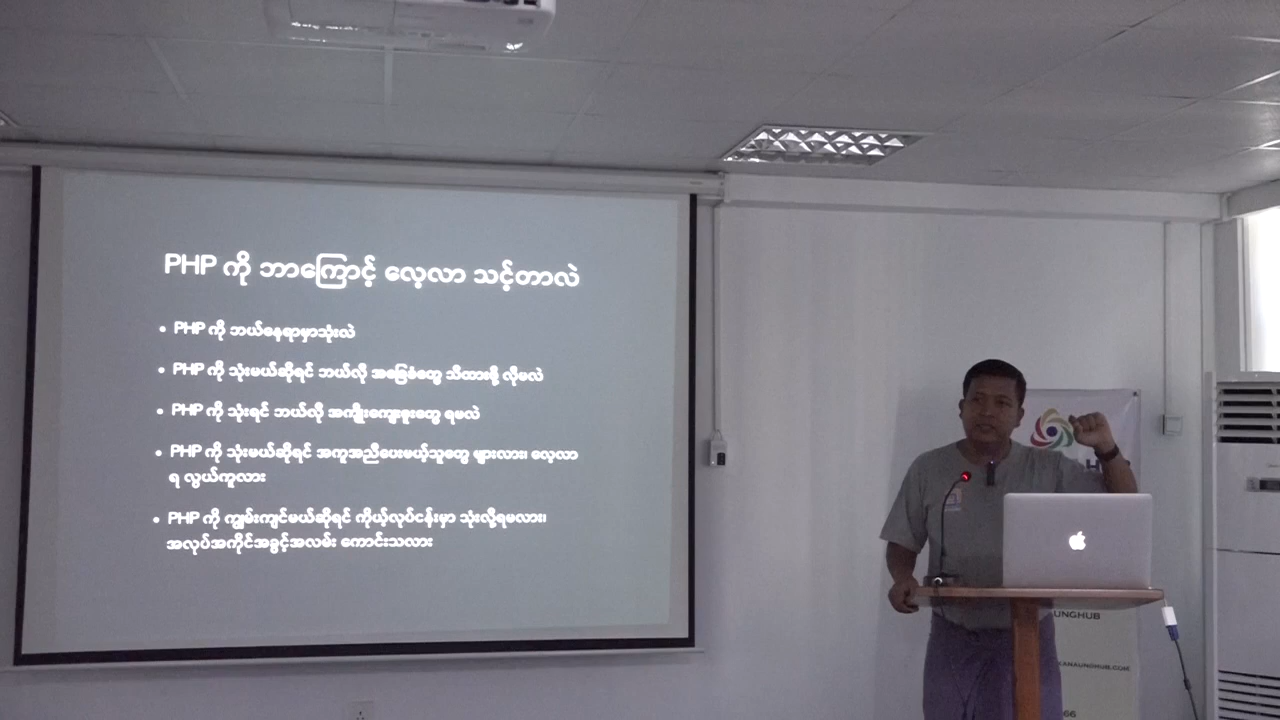 PHP ကို ဘာကြောင့် လေ့လာ သင့်တာလဲ
• PHP ကို ဘယ်နေရာမှာသုံးလဲ
• PHP ကို သုံးမယ်ဆိုရင် ဘယ်လို အခြေခံတွေ သိထားဖို့ လိုမလဲ
• PHP ကို သုံးရင် ဘယ်လို အကျိုးကျေးဇူးတွေ ရမလဲ
• PHP ကို သုံးမယ်ဆိုရင် အကူအညီပေးမယ့်သူတွေ များလား၊ လေ့လာ
ရ လွယ်ကူလား
• PHP ကို ကျွမ်းကျင်မယ်ဆိုရင် ကိုယ့်လုပ်ငန်းမှာ သုံးလို့ရမလား၊
အလုပ်အကိုင်အခွင့်အလမ်း ကောင်းသလား
UNGHUB
ANAUNGHUB.COM
66